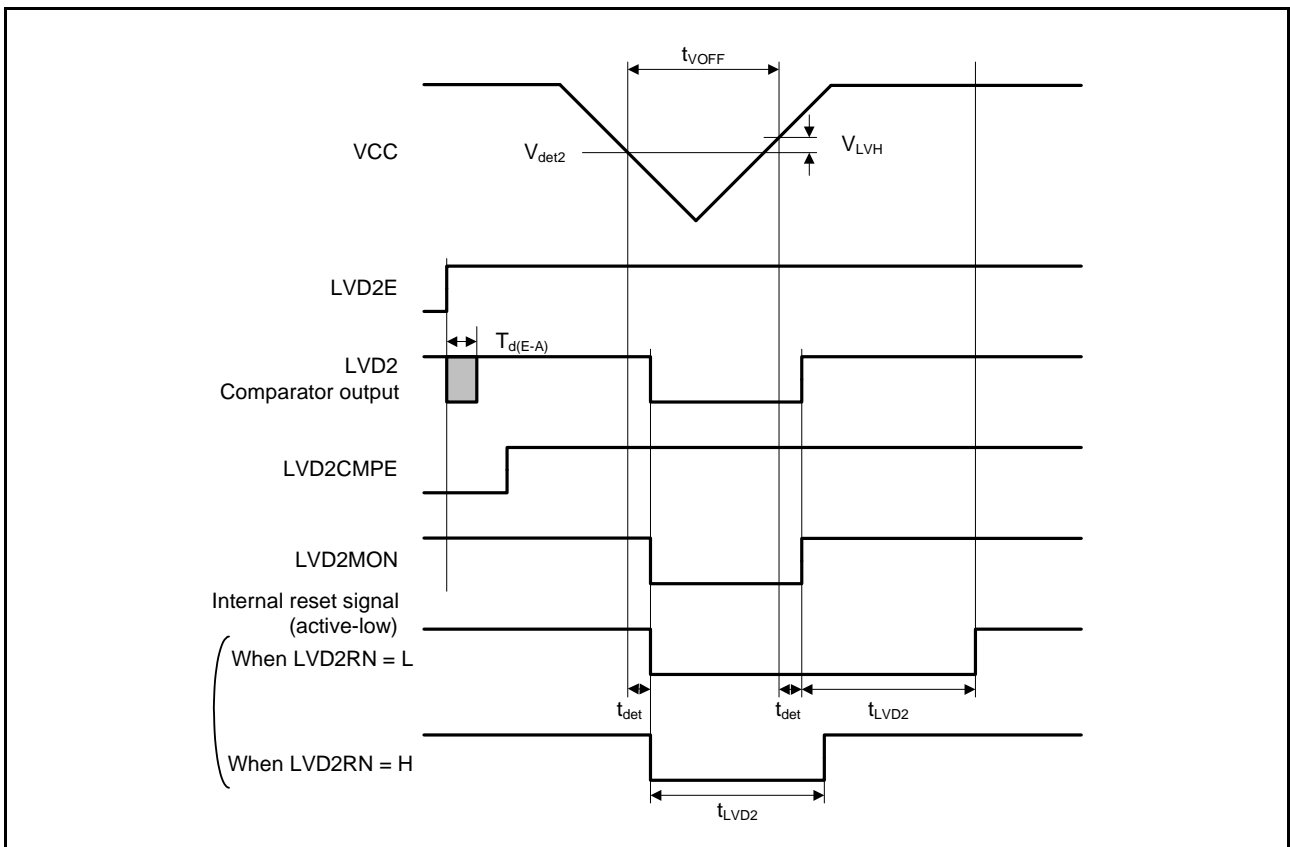 tVOFF
VCC
Vdet2
VLVH
LVD2E
Td(E-A)
LVD2
Comparator output
LVD2CMPE
LVD2MON
Internal reset signal
(active-low)
When LVD2RN = L
tdet
tdet
tLVD2
When LVD2RN = H
tLVD2